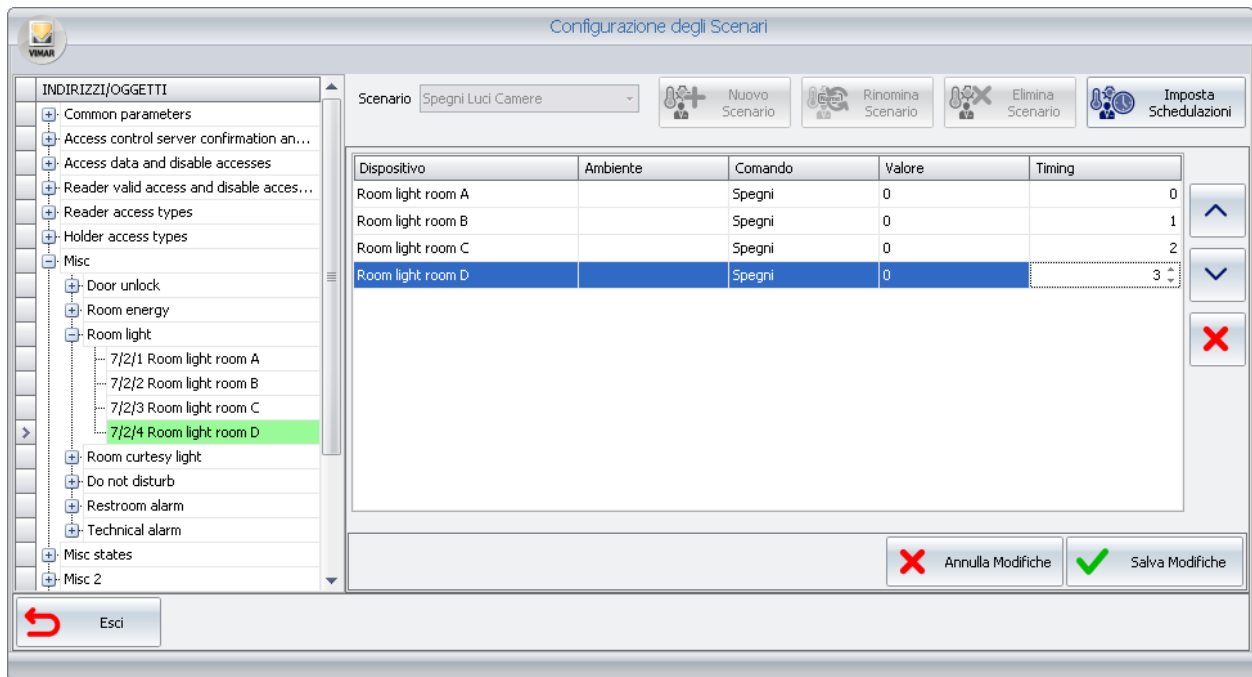 Configurazione degli Scenari
VIMAR
INDIRIZZI/OGGETTI
Common parameters
Access control server confirmation an...
Access data and disable accesses
Reader valid access and disable acces...
Reader access types
Holder access types
Misc
Door unlock
Room energy
Room light
7/2/1 Room light room A
7/2/2 Room light room B
7/2/3 Room light room C
7/2/4 Room light room D
Room curtesy light
Do not disturb
Restroom alarm
Technical alarm
Misc states
Misc 2
Scenario Spegni Luci Camere
Nuovo
Scenario
Rinomina
Scenario
Elimina
Scenario
Imposta
Schedulazioni
Dispositivo Ambiente Comando Valore Timing
Room light room A Spegni 0 0
Room light room B Spegni 0 1
Room light room C Spegni 0 2
Room light room D Spegni 0 3
Annulla Modifiche Salva Modifiche
Esci